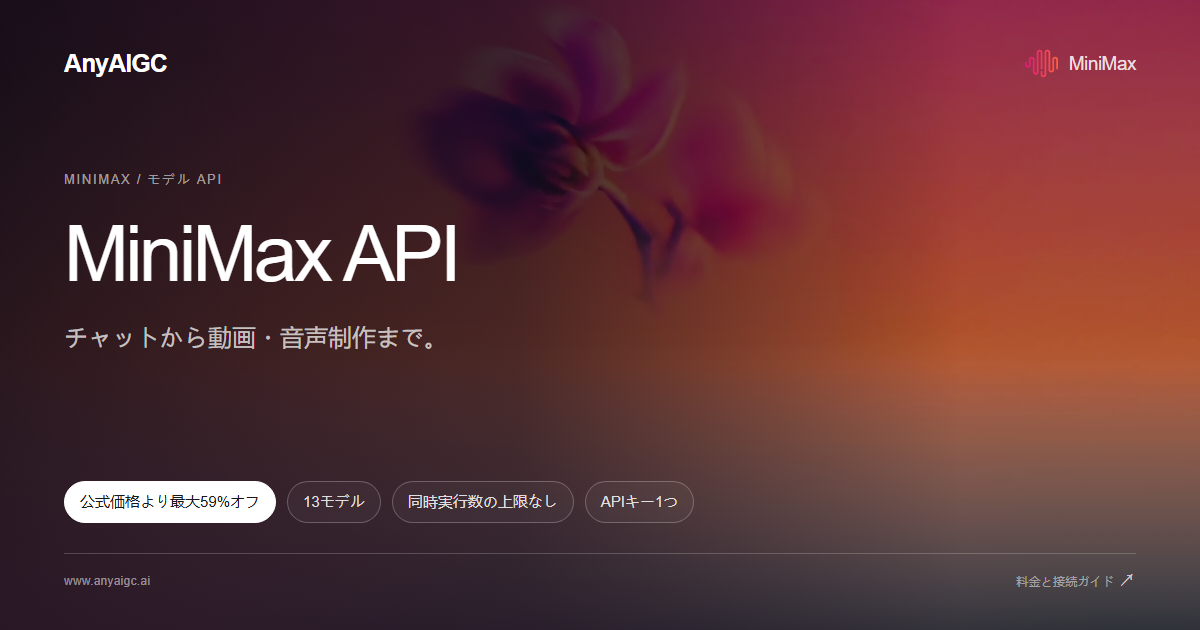 AnyAIGC
MiniMax
MINIMAX / モデル API
MiniMax API
チャットから動画・音声制作まで。
公式価格より最大59%オフ
13モデル
同時実行数の上限なし
APIキー1つ
www.anyaigc.ai
料金と接続ガイド ↗